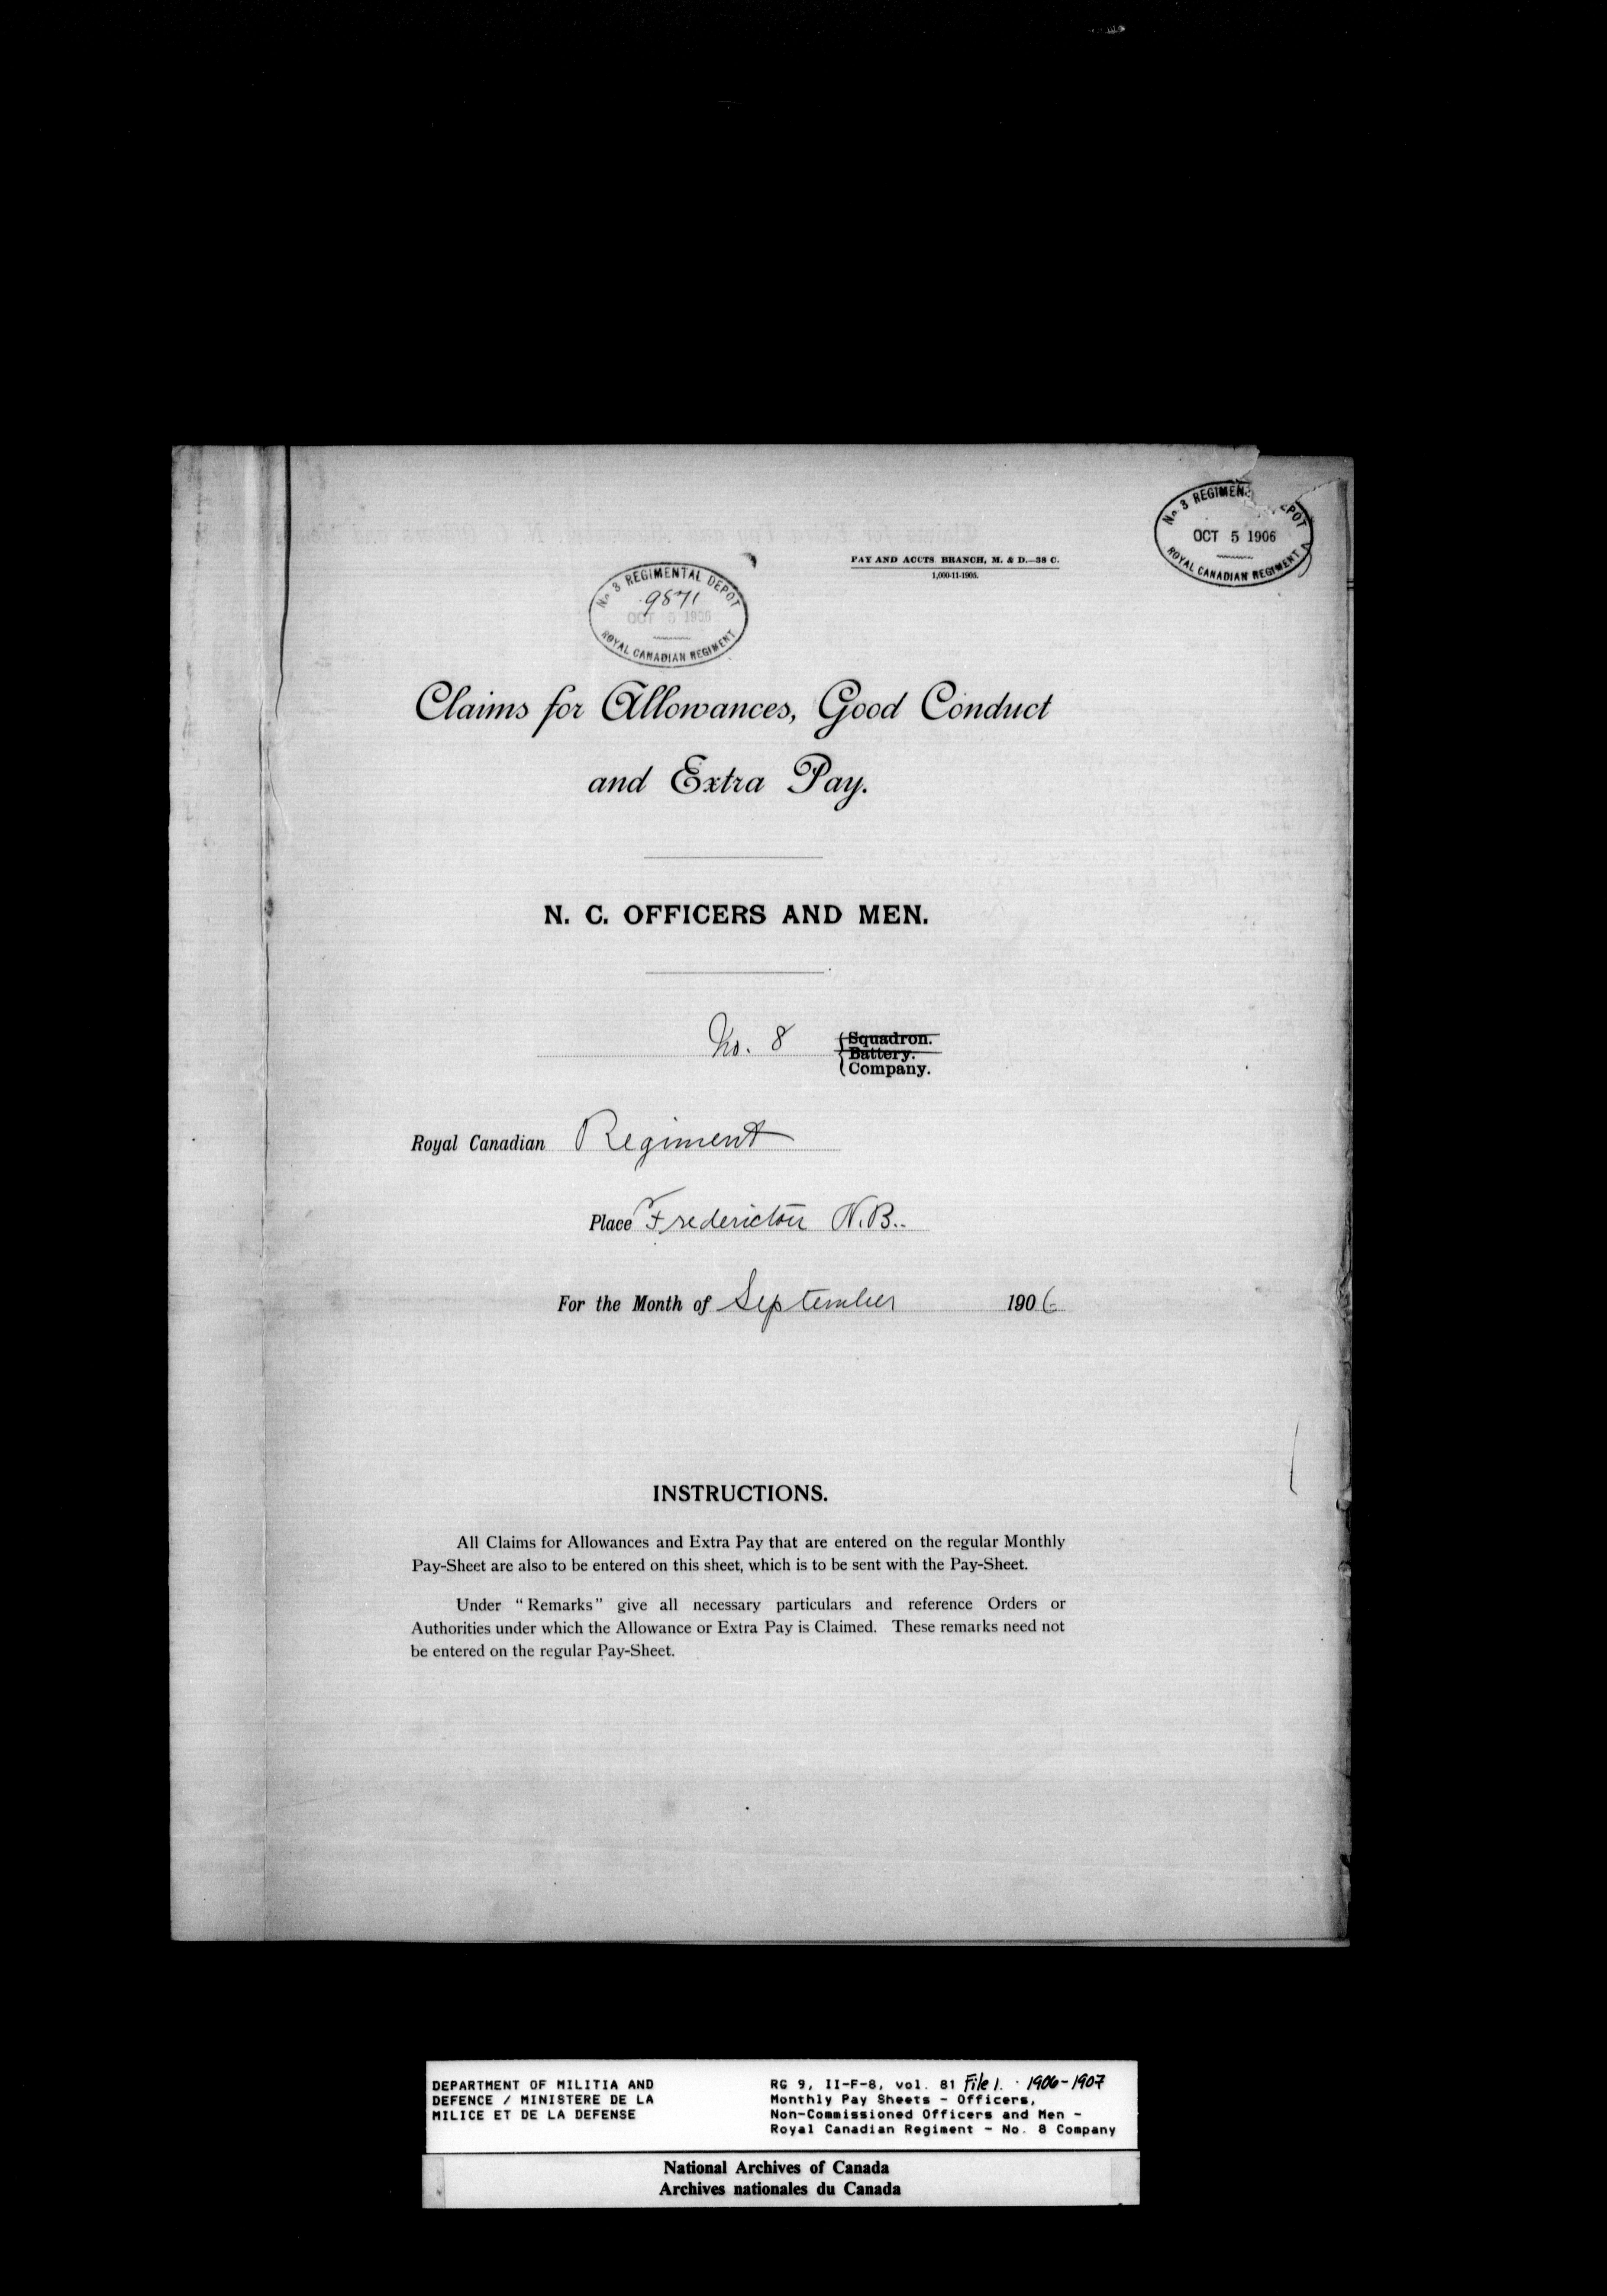 No 3 REGIMEN EPOT
OCT 5 1906
ROYAL CANADIAN REGIMENT
PAY AND ACCTS BRANCH, M. & D.—38 C.
1,000-11-1905.
No 3 REGIMENTAL DEPOT
9871
OCT 5 1906
ROYAL CANADIAN REGIMENT
Claims for Allowances, Good Conduct
and Extra Pay.
N. C. OFFICERS AND MEN.
Squadron.
No. 8 Battery.
Company.
Royal Canadian Regiment
Place Fredericton N.B.
For the Month of September 1906
INSTRUCTIONS.
All Claims for Allowances and Extra Pay that are entered on the regular Monthly
Pay-Sheet are also to be entered on this sheet, which is to be sent with the Pay-Sheet.
Under "Remarks" give all necessary particulars and reference Orders or
Authorities under which the Allowance or Extra Pay is Claimed. These remarks need not
be entered on the regular Pay-Sheet.
DEPARTMENT OF MILITIA AND
DEFENCE / MINISTERE DE LA
MILICE ET DE LA DEFENSE
RG 9, II-F-8, vol. 81 File 1. 1906-1907
Monthly Pay Sheets - Officers,
Non-Commissioned Officers and Men -
Royal Canadian Regiment - No. 8 Company
National Archives of Canada
Archives nationales du Canada